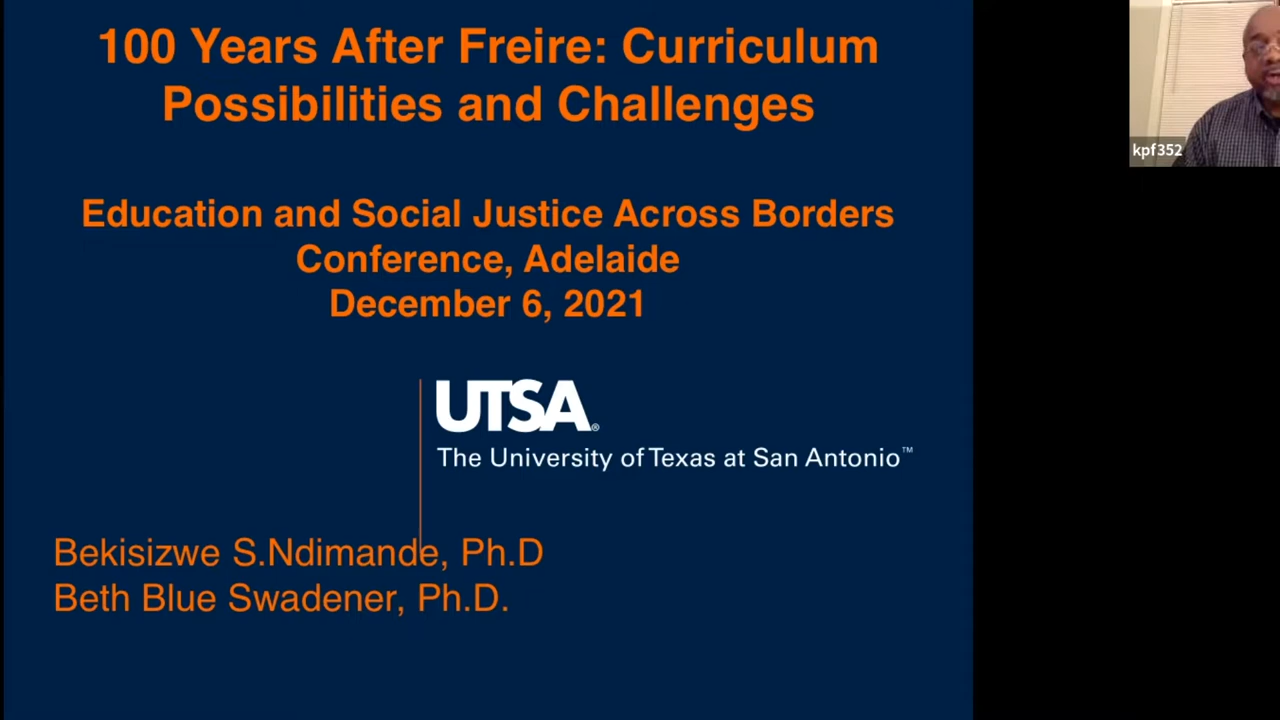 100 Years After Freire: Curriculum
Possibilities and Challenges
kpf352
Education and Social Justice Across Borders
Conference, Adelaide
December 6, 2021
UTSA®
The University of Texas at San Antonio™
Bekisizwe S.Ndimande, Ph.D
Beth Blue Swadener, Ph.D.